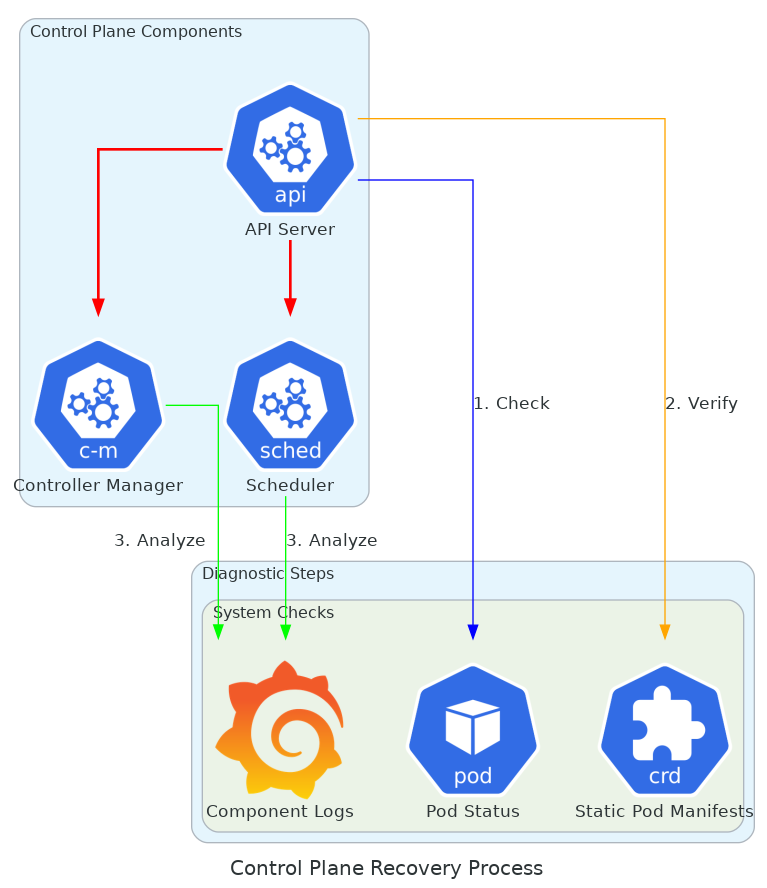 Control Plane Components
api
API Server
c-m
Controller Manager
sched
Scheduler
1. Check
2. Verify
3. Analyze
3. Analyze
Diagnostic Steps
System Checks
Component Logs
pod
Pod Status
crd
Static Pod Manifests
Control Plane Recovery Process